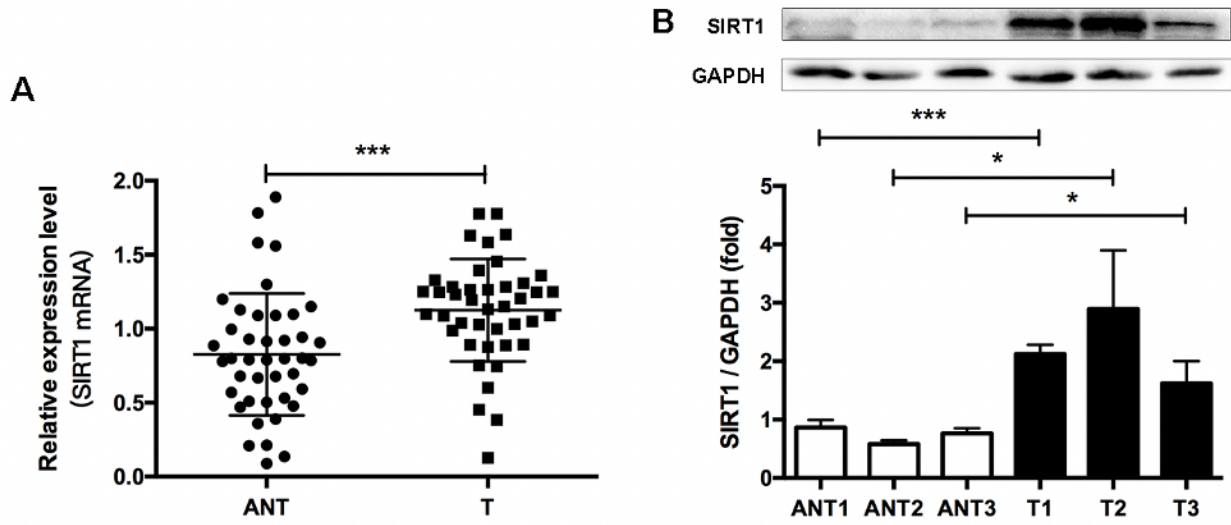 A
***
Relative expression level
(SIRT1 mRNA)
2.0
1.5
1.0
0.5
0.0
ANT
T
B
SIRT1
GAPDH
***
*
*
SIRT1 / GAPDH (fold)
5
4
3
2
1
0
ANT1
ANT2
ANT3
T1
T2
T3